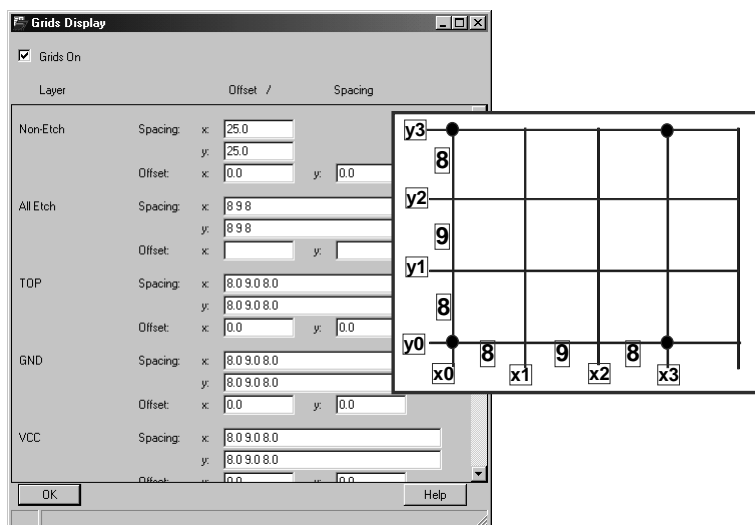 Grids Display
Grids On
Layer Offset / Spacing
Non-Etch Spacing: x: 25.0
y: 25.0
Offset: x: 0.0 y: 0.0
All Etch Spacing: x: 8 9 8
y: 8 9 8
Offset: x: y:
TOP Spacing: x: 8.0 9.0 8.0
y: 8.0 9.0 8.0
Offset: x: 0.0 y: 0.0
GND Spacing: x: 8.0 9.0 8.0
y: 8.0 9.0 8.0
Offset: x: 0.0 y: 0.0
VCC Spacing: x: 8.0 9.0 8.0
y: 8.0 9.0 8.0
Offset: x: 0.0 y: 0.0
OK Help
y3
8
y2
9
y1
8
y0
8 9 8
x0 x1 x2 x3